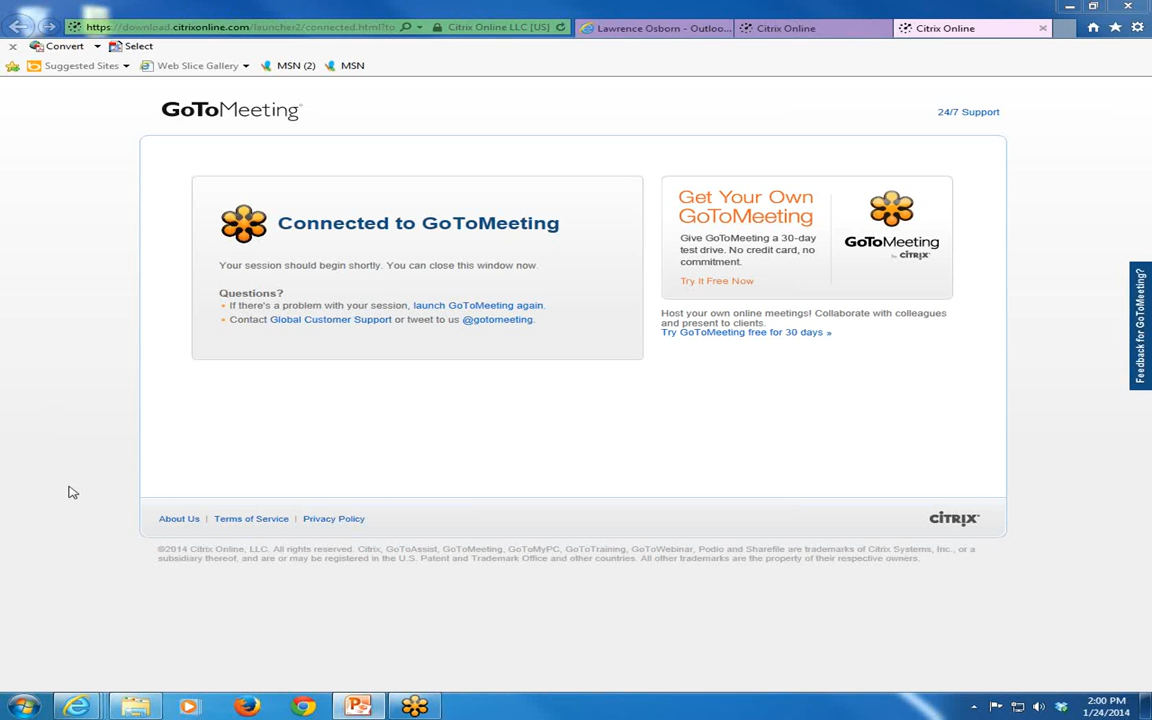 https://download.citrixonline.com/launcher2/connected.html?to
Citrix Online LLC [US]
Lawrence Osborn - Outloo...
Citrix Online
Citrix Online
Convert
Select
Suggested Sites
Web Slice Gallery
MSN (2)
MSN
GoToMeeting
24/7 Support
Connected to GoToMeeting
Your session should begin shortly. You can close this window now.
Questions?
If there's a problem with your session, launch GoToMeeting again.
Contact Global Customer Support or tweet to us @gotomeeting.
Get Your Own
GoToMeeting
Give GoToMeeting a 30-day
test drive. No credit card, no
commitment.
Try It Free Now
GoToMeeting
by CITRIX
Host your own online meetings! Collaborate with colleagues
and present to clients.
Try GoToMeeting free for 30 days »
Feedback for GoToMeeting?
About Us | Terms of Service | Privacy Policy
CITRIX
©2014 Citrix Online, LLC. All rights reserved. Citrix, GoToAssist, GoToMeeting, GoToMyPC, GoToTraining, GoToWebinar, Podio and Sharefile are trademarks of Citrix Systems, Inc., or a
subsidiary thereof, and are or may be registered in the U.S. Patent and Trademark Office and other countries. All other trademarks are the property of their respective owners.
2:00 PM
1/24/2014